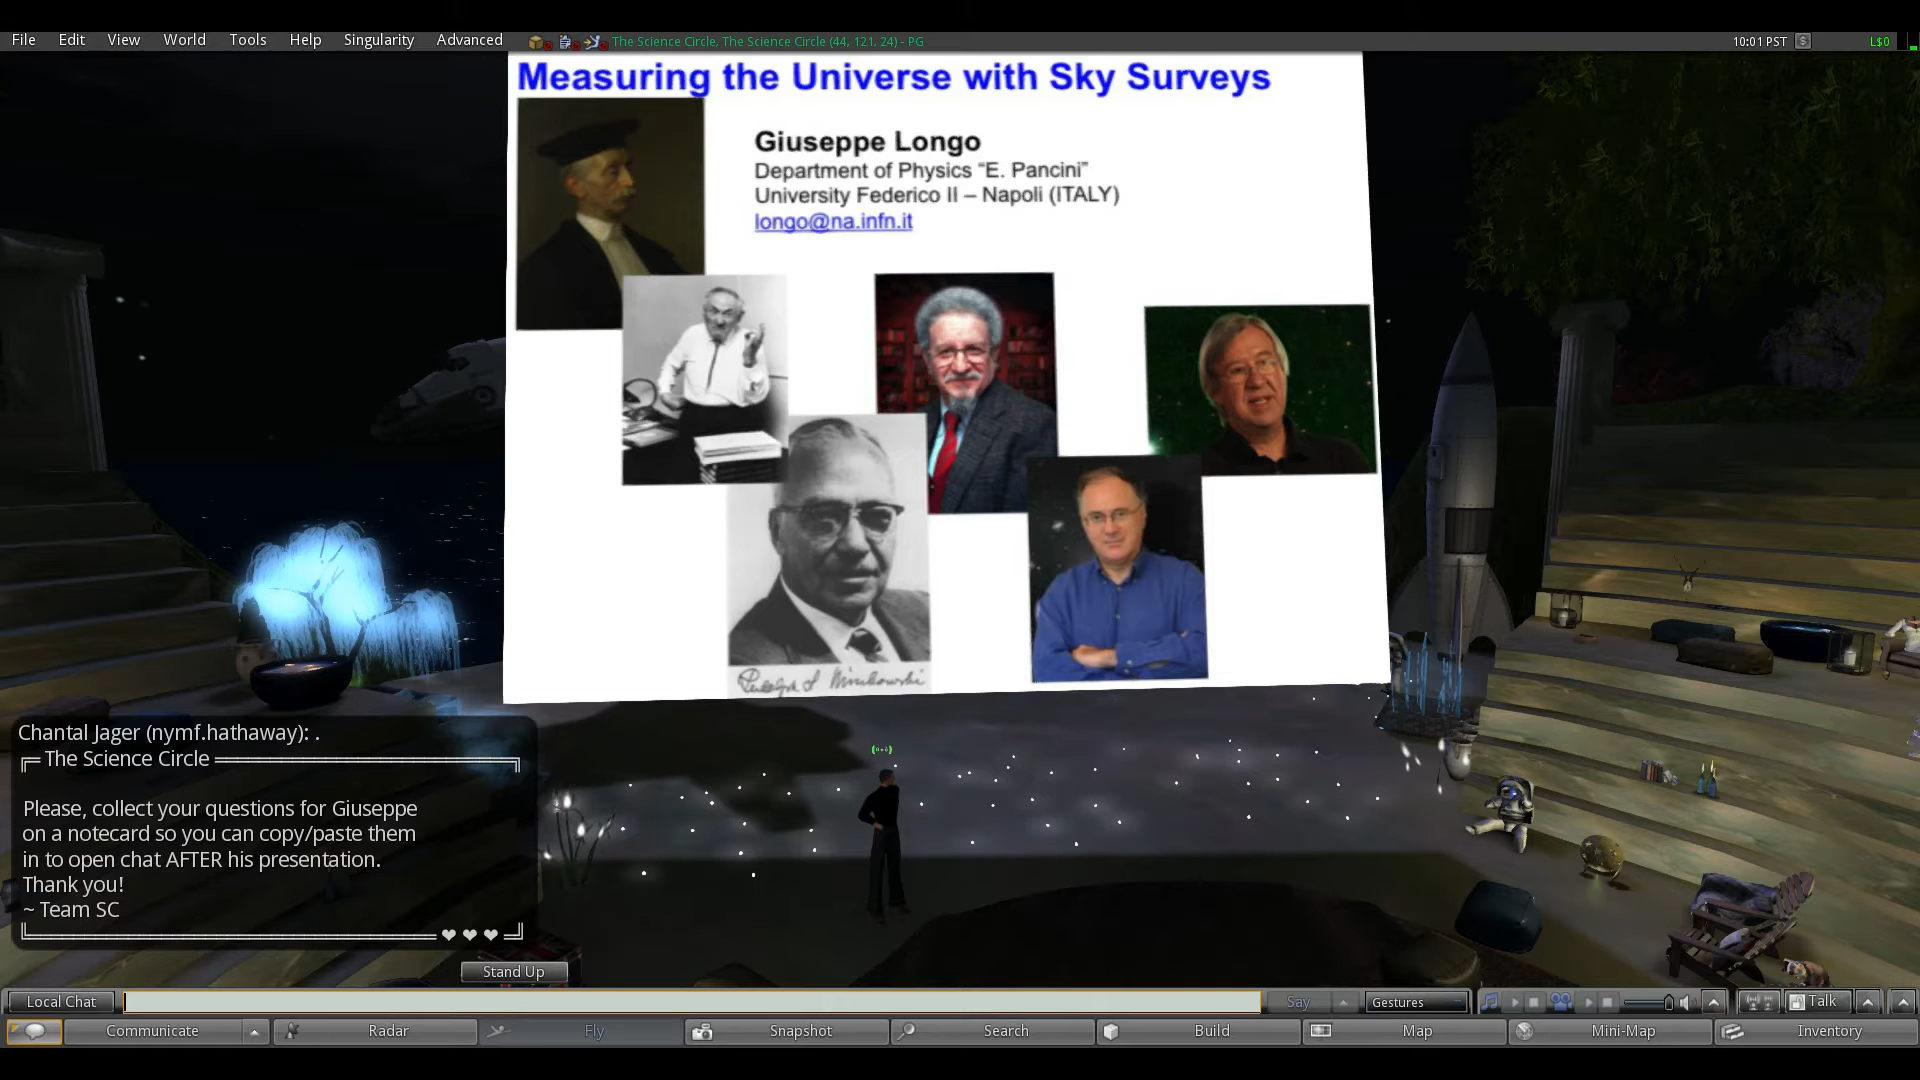 File Edit View World Tools Help Singularity Advanced The Science Circle, The Science Circle (44, 121, 24) - PG 10:01 PST L$0
Measuring the Universe with Sky Surveys
Giuseppe Longo
Department of Physics “E. Pancini”
University Federico II – Napoli (ITALY)
longo@na.infn.it
Rudolph L Minkowski
Chantal Jager (nymf.hathaway): .
The Science Circle
Please, collect your questions for Giuseppe
on a notecard so you can copy/paste them
in to open chat AFTER his presentation.
Thank you!
~ Team SC
Stand Up
Local Chat Say Gestures Talk
Communicate Radar Fly Snapshot Search Build Map Mini-Map Inventory